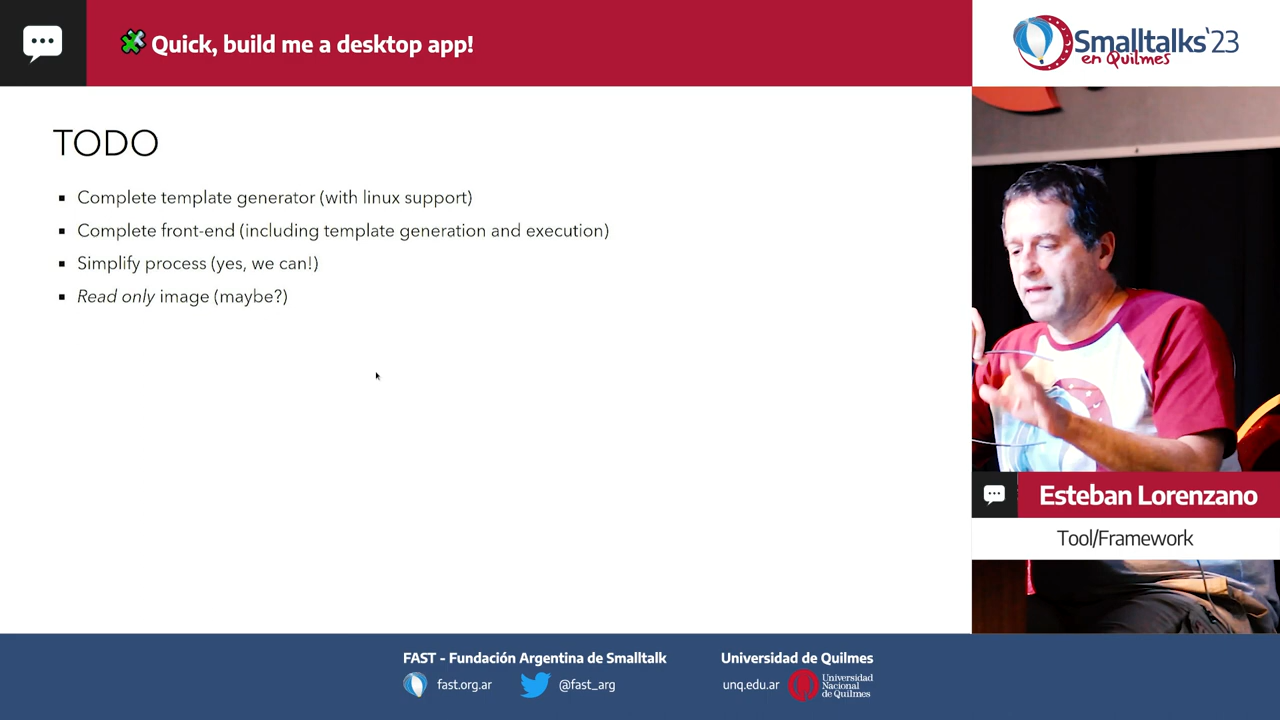 Quick, build me a desktop app!
Smalltalks'23
en Quilmes
TODO
▪ Complete template generator (with linux support)
▪ Complete front-end (including template generation and execution)
▪ Simplify process (yes, we can!)
▪ Read only image (maybe?)
Esteban Lorenzano
Tool/Framework
FAST - Fundación Argentina de Smalltalk
fast.org.ar
@fast_arg
Universidad de Quilmes
unq.edu.ar
Universidad
Nacional
de Quilmes